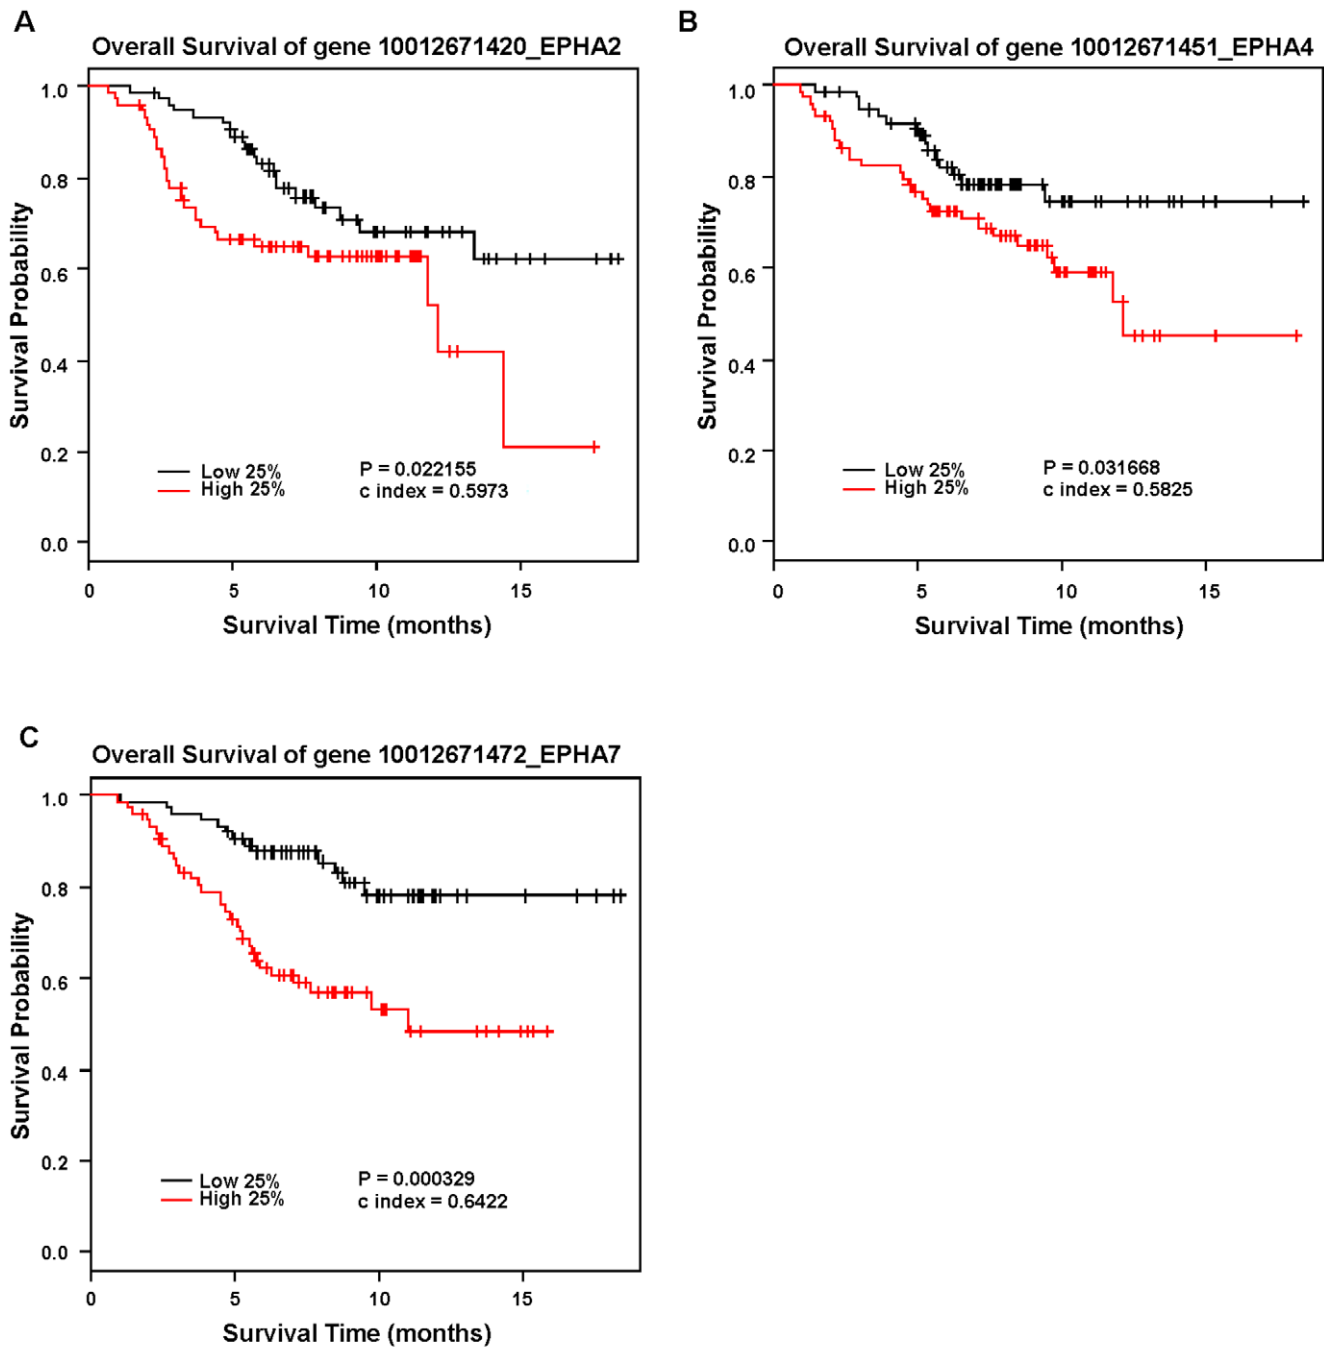 A
Overall Survival of gene 10012671420_EPHA2
1.0
0.8
0.6
0.4
0.2
0.0
Survival Probability
Low 25%
High 25%
P = 0.022155
c index = 0.5973
0 5 10 15
Survival Time (months)
B
Overall Survival of gene 10012671451_EPHA4
1.0
0.8
0.6
0.4
0.2
0.0
Survival Probability
Low 25%
High 25%
P = 0.031668
c index = 0.5825
0 5 10 15
Survival Time (months)
C
Overall Survival of gene 10012671472_EPHA7
1.0
0.8
0.6
0.4
0.2
0.0
Survival Probability
Low 25%
High 25%
P = 0.000329
c index = 0.6422
0 5 10 15
Survival Time (months)